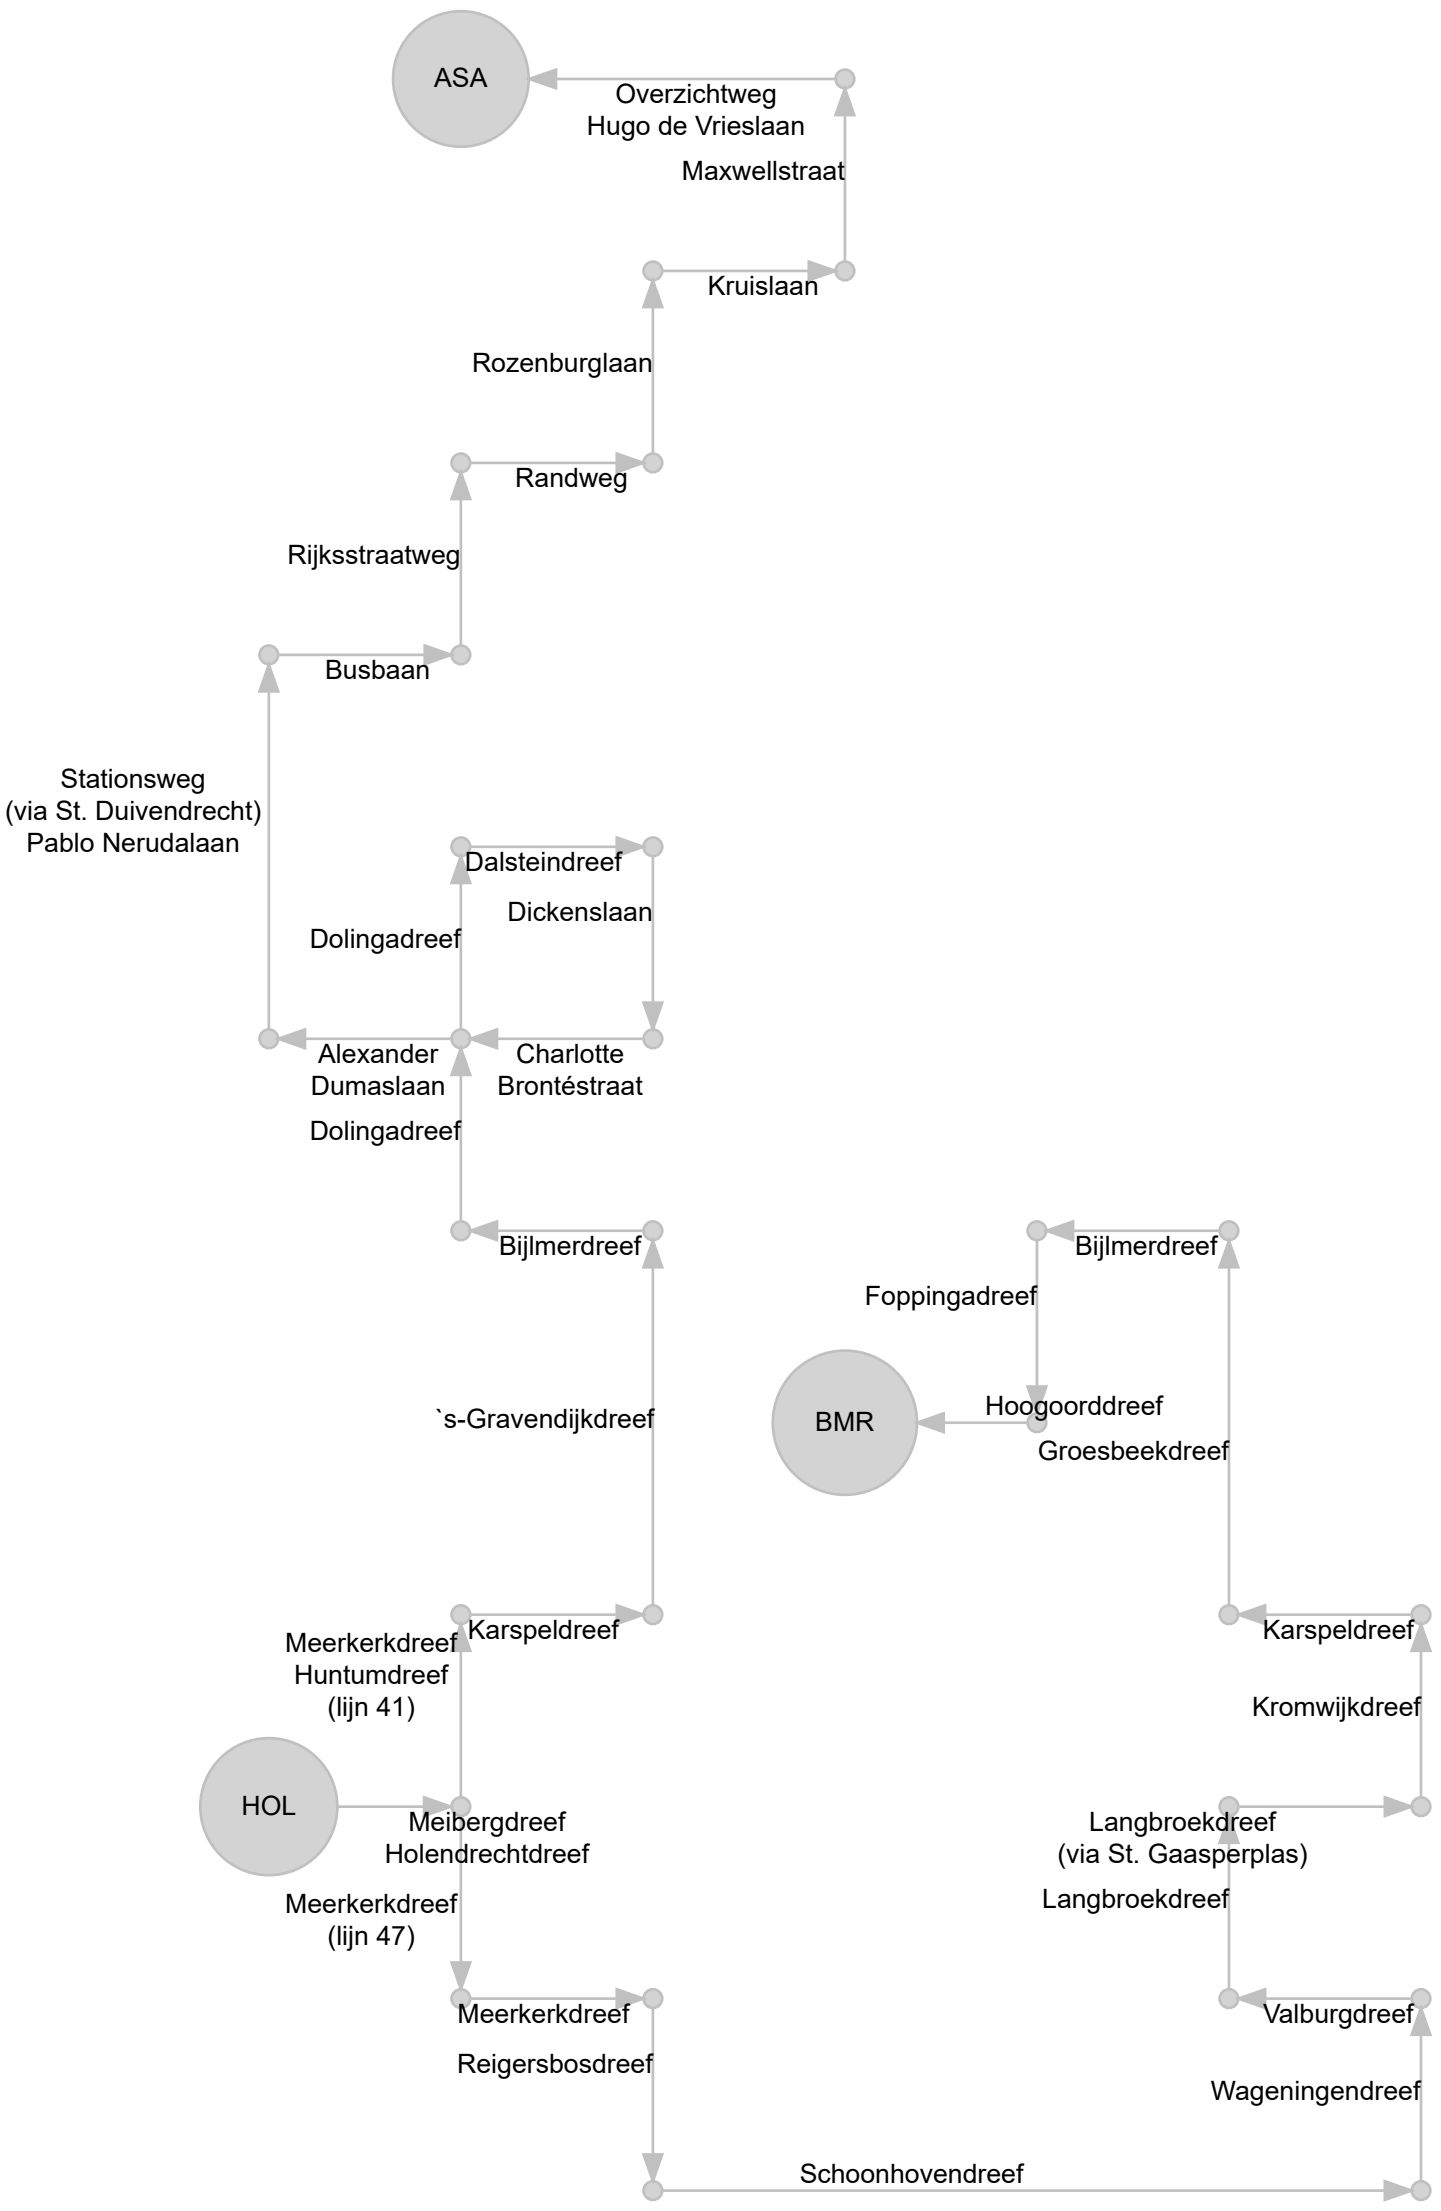 ASA
Overzichtweg
Hugo de Vrieslaan
Maxwellstraat
Kruislaan
Rozenburglaan
Randweg
Rijksstraatweg
Busbaan
Stationsweg
(via St. Duivendrecht)
Pablo Nerudalaan
Dalsteindreef
Dickenslaan
Dolingadreef
Alexander
Dumaslaan
Charlotte
Brontéstraat
Dolingadreef
Bijlmerdreef
Bijlmerdreef
Foppingadreef
`s-Gravendijkdreef
BMR
Hoogoorddreef
Groesbeekdreef
Karspeldreef
Meerkerkdreef
Huntumdreef
(lijn 41)
Karspeldreef
Kromwijkdreef
HOL
Meibergdreef
Holendrechtdreef
Langbroekdreef
(via St. Gaasperplas)
Meerkerkdreef
(lijn 47)
Langbroekdreef
Meerkerkdreef
Valburgdreef
Reigersbosdreef
Wageningendreef
Schoonhovendreef